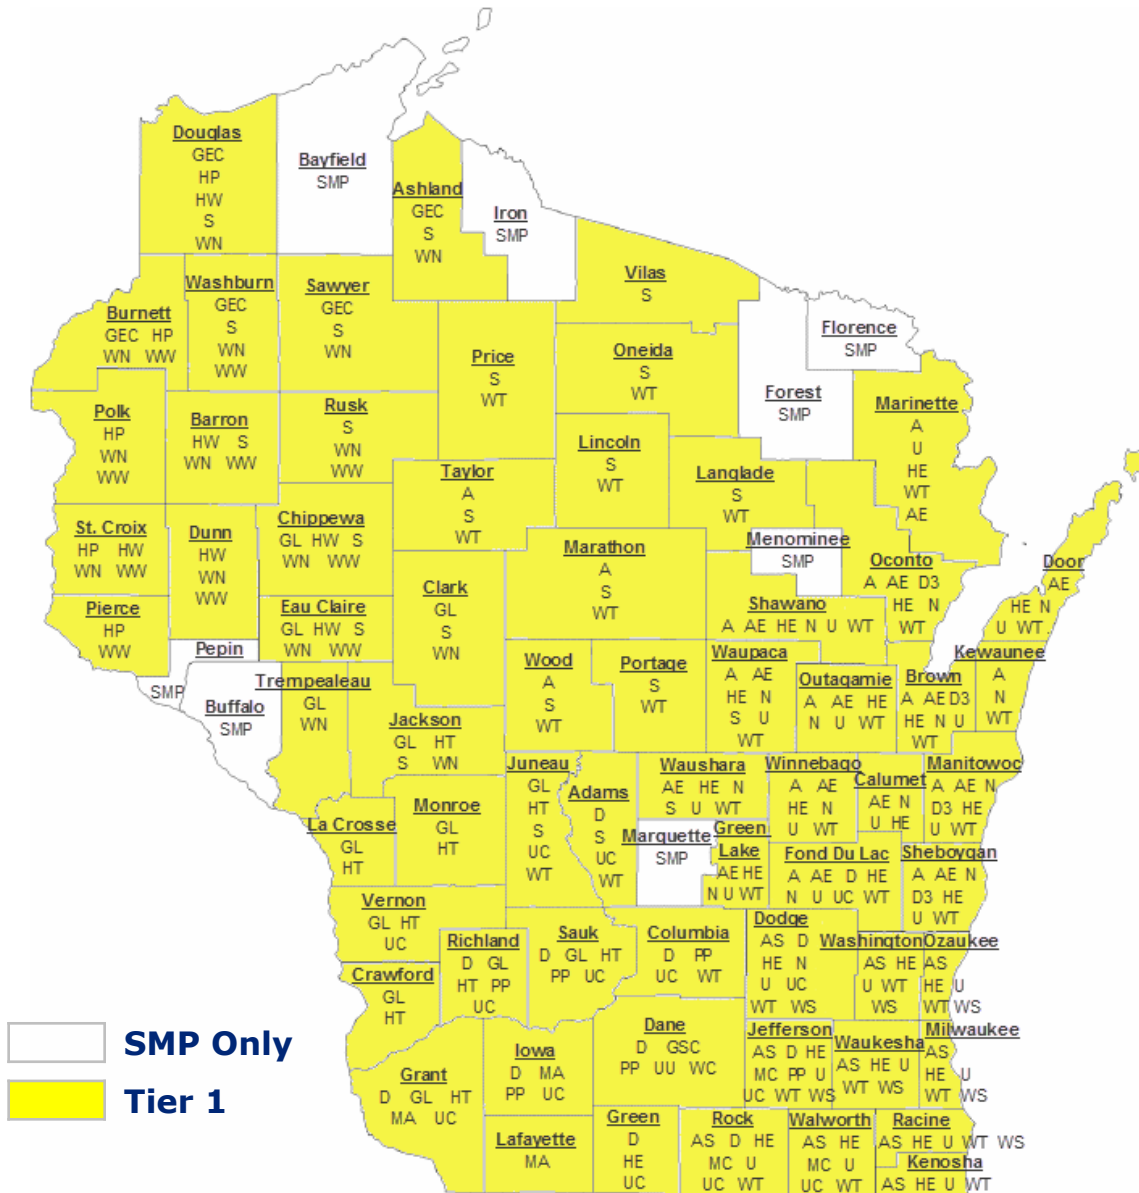 Douglas
GEC
HP
HW
S
WN
Bayfield
SMP
Ashland
GEC
S
WN
Iron
SMP
Vilas
S
Florence
SMP
Burnett
GEC HP
WN WW
Washburn
GEC
S
WN
WW
Sawyer
GEC
S
WN
Price
S
WT
Oneida
S
WT
Forest
SMP
Marinette
A
U
HE
WT
AE
Polk
HP
WN
WW
Barron
HW S
WN WW
Rusk
S
WN
WW
Taylor
A
S
WT
Lincoln
S
WT
Langlade
S
WT
St. Croix
HP HW
WN WW
Dunn
HW
WN
WW
Chippewa
GL HW S
WN WW
Clark
GL
S
WN
Marathon
A
S
WT
Menominee
SMP
Oconto
A AE D3
HE N
WT
Door
AE
HE N
U WT
Pierce
HP
WW
Eau Claire
GL HW S
WN WW
Shawano
A AE HE N U WT
Pepin
SMP
Buffalo
SMP
Trempealeau
GL
WN
Jackson
GL HT
S WN
Wood
A
S
WT
Portage
S
WT
Waupaca
A AE
HE N
S U
WT
Outagamie
A AE HE
N U WT
Brown
A AE D3
HE N U
WT
Kewaunee
A
N
WT
La Crosse
GL
HT
Monroe
GL
HT
Juneau
GL
HT
S
UC
WT
Adams
D
S
UC
WT
Waushara
AE HE N
S U WT
Winnebago
A AE
HE N
U WT
Calumet
AE N
U HE
Manitowoc
A AE N
D3 HE
U WT
Marquette
SMP
Green
Lake
AE HE
N U WT
Fond Du Lac
A AE D HE
N U UC WT
Sheboygan
A AE N
D3 HE
U WT
Vernon
GL HT
UC
Richland
D GL
HT PP
UC
Sauk
D GL HT
PP UC
Columbia
D PP
UC WT
Dodge
AS D
HE N
U UC
WT WS
Washington
AS HE
U WT
WS
Ozaukee
AS
HE U
WT WS
Crawford
GL
HT
Grant
D GL HT
MA UC
Iowa
D MA
PP UC
Dane
D GSC
PP UU WC
Jefferson
AS D HE
MC PP U
UC WT WS
Waukesha
AS HE U
WT WS
Milwaukee
AS
HE U
WT WS
Lafayette
MA
Green
D
HE
UC
Rock
AS D HE
MC U
UC WT
Walworth
AS HE
MC U
UC WT
Racine
AS HE U WT WS
Kenosha
AS HE U WT
SMP Only
Tier 1